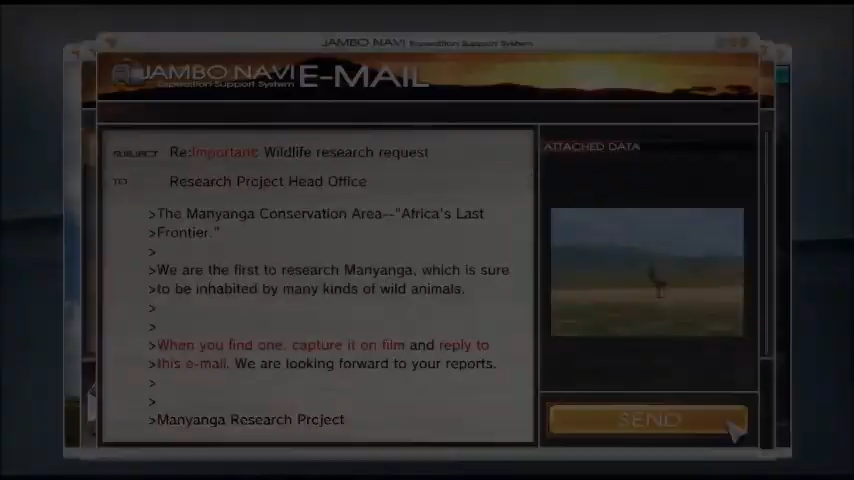 JAMBO NAVI Expedition Support System
JAMBO NAVI E-MAIL
Expedition Support System
SUBJECT Re:Important: Wildlife research request
TO Research Project Head Office
ATTACHED DATA
>The Manyanga Conservation Area--"Africa's Last
>Frontier."
>
>We are the first to research Manyanga, which is sure
>to be inhabited by many kinds of wild animals.
>
>
>When you find one, capture it on film and reply to
>this e-mail. We are looking forward to your reports.
>
>
>Manyanga Research Project
SEND